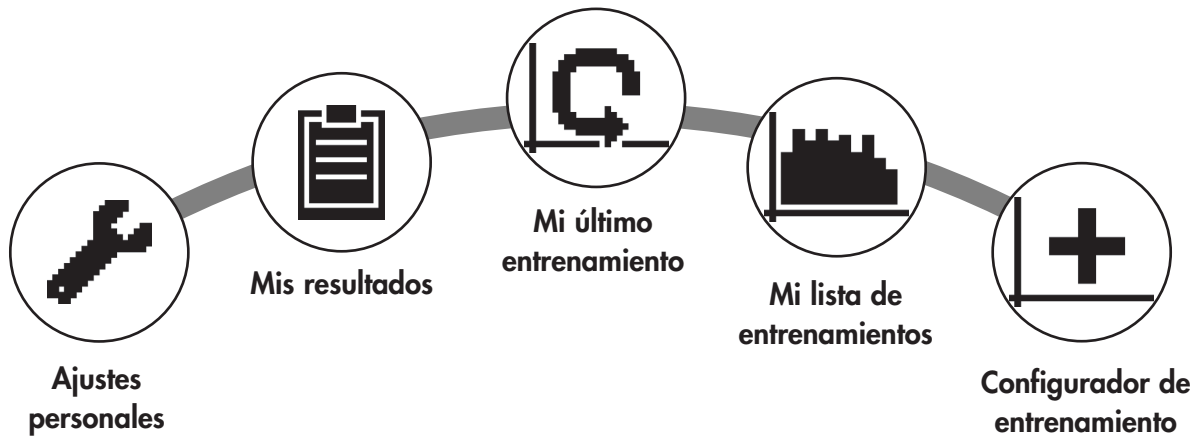 Ajustes
personales
Mis resultados
Mi último
entrenamiento
Mi lista de
entrenamientos
Configurador de
entrenamiento